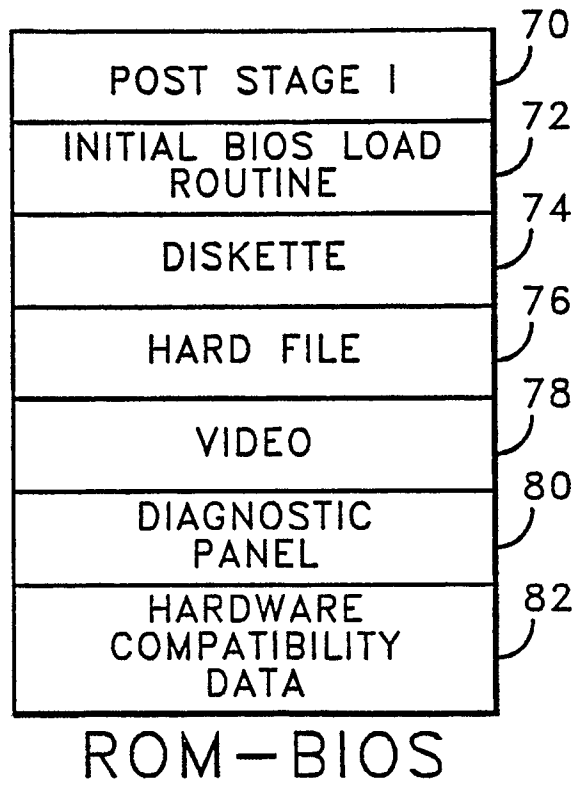 70
POST STAGE I
72
INITIAL BIOS LOAD
ROUTINE
74
DISKETTE
76
HARD FILE
78
VIDEO
80
DIAGNOSTIC
PANEL
82
HARDWARE
COMPATIBILITY
DATA
ROM-BIOS